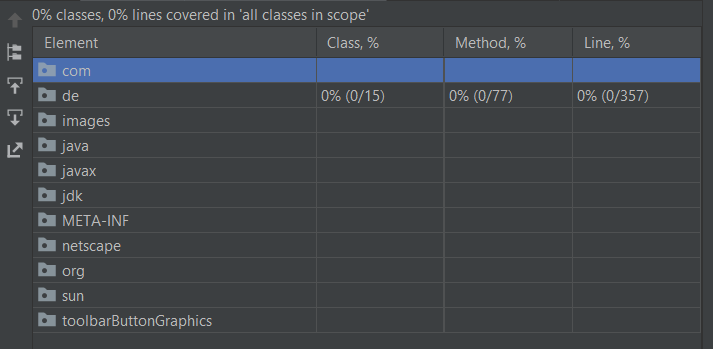 0% classes, 0% lines covered in 'all classes in scope'
Element Class, % Method, % Line, %
com
de 0% (0/15) 0% (0/77) 0% (0/357)
images
java
javax
jdk
META-INF
netscape
org
sun
toolbarButtonGraphics